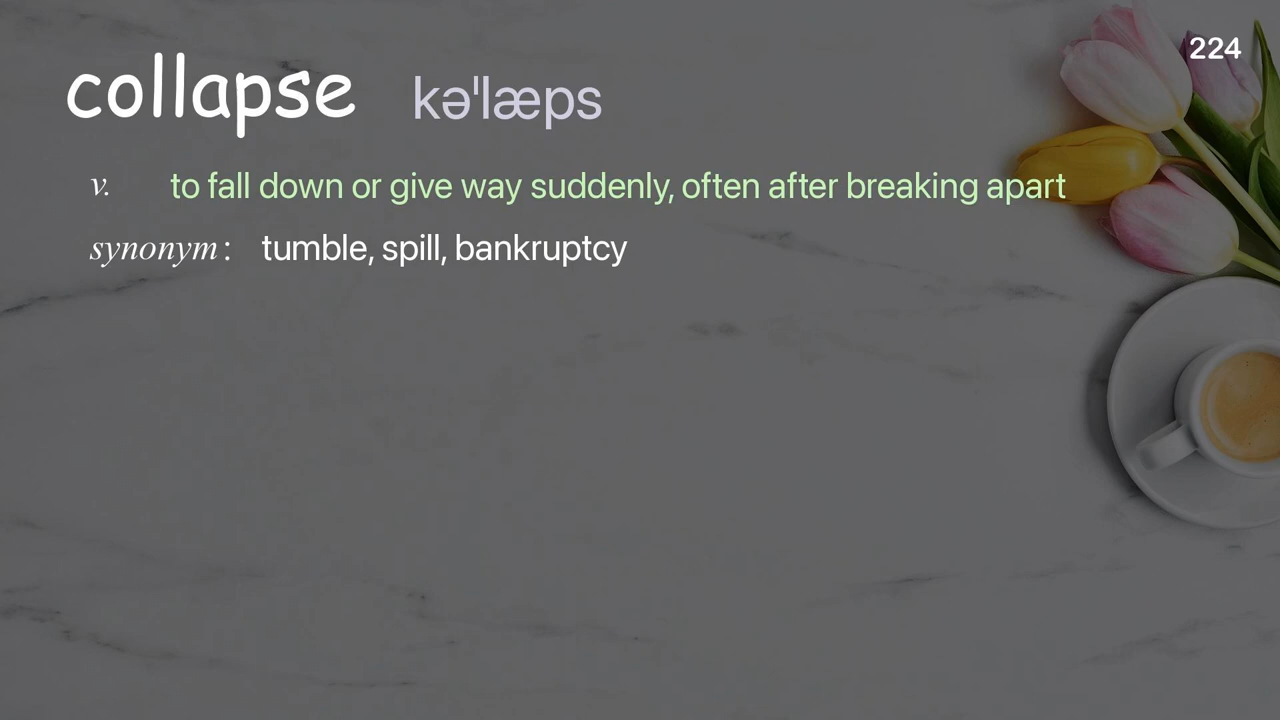 224
collapse kə'læps
v. to fall down or give way suddenly, often after breaking apart
synonym: tumble, spill, bankruptcy